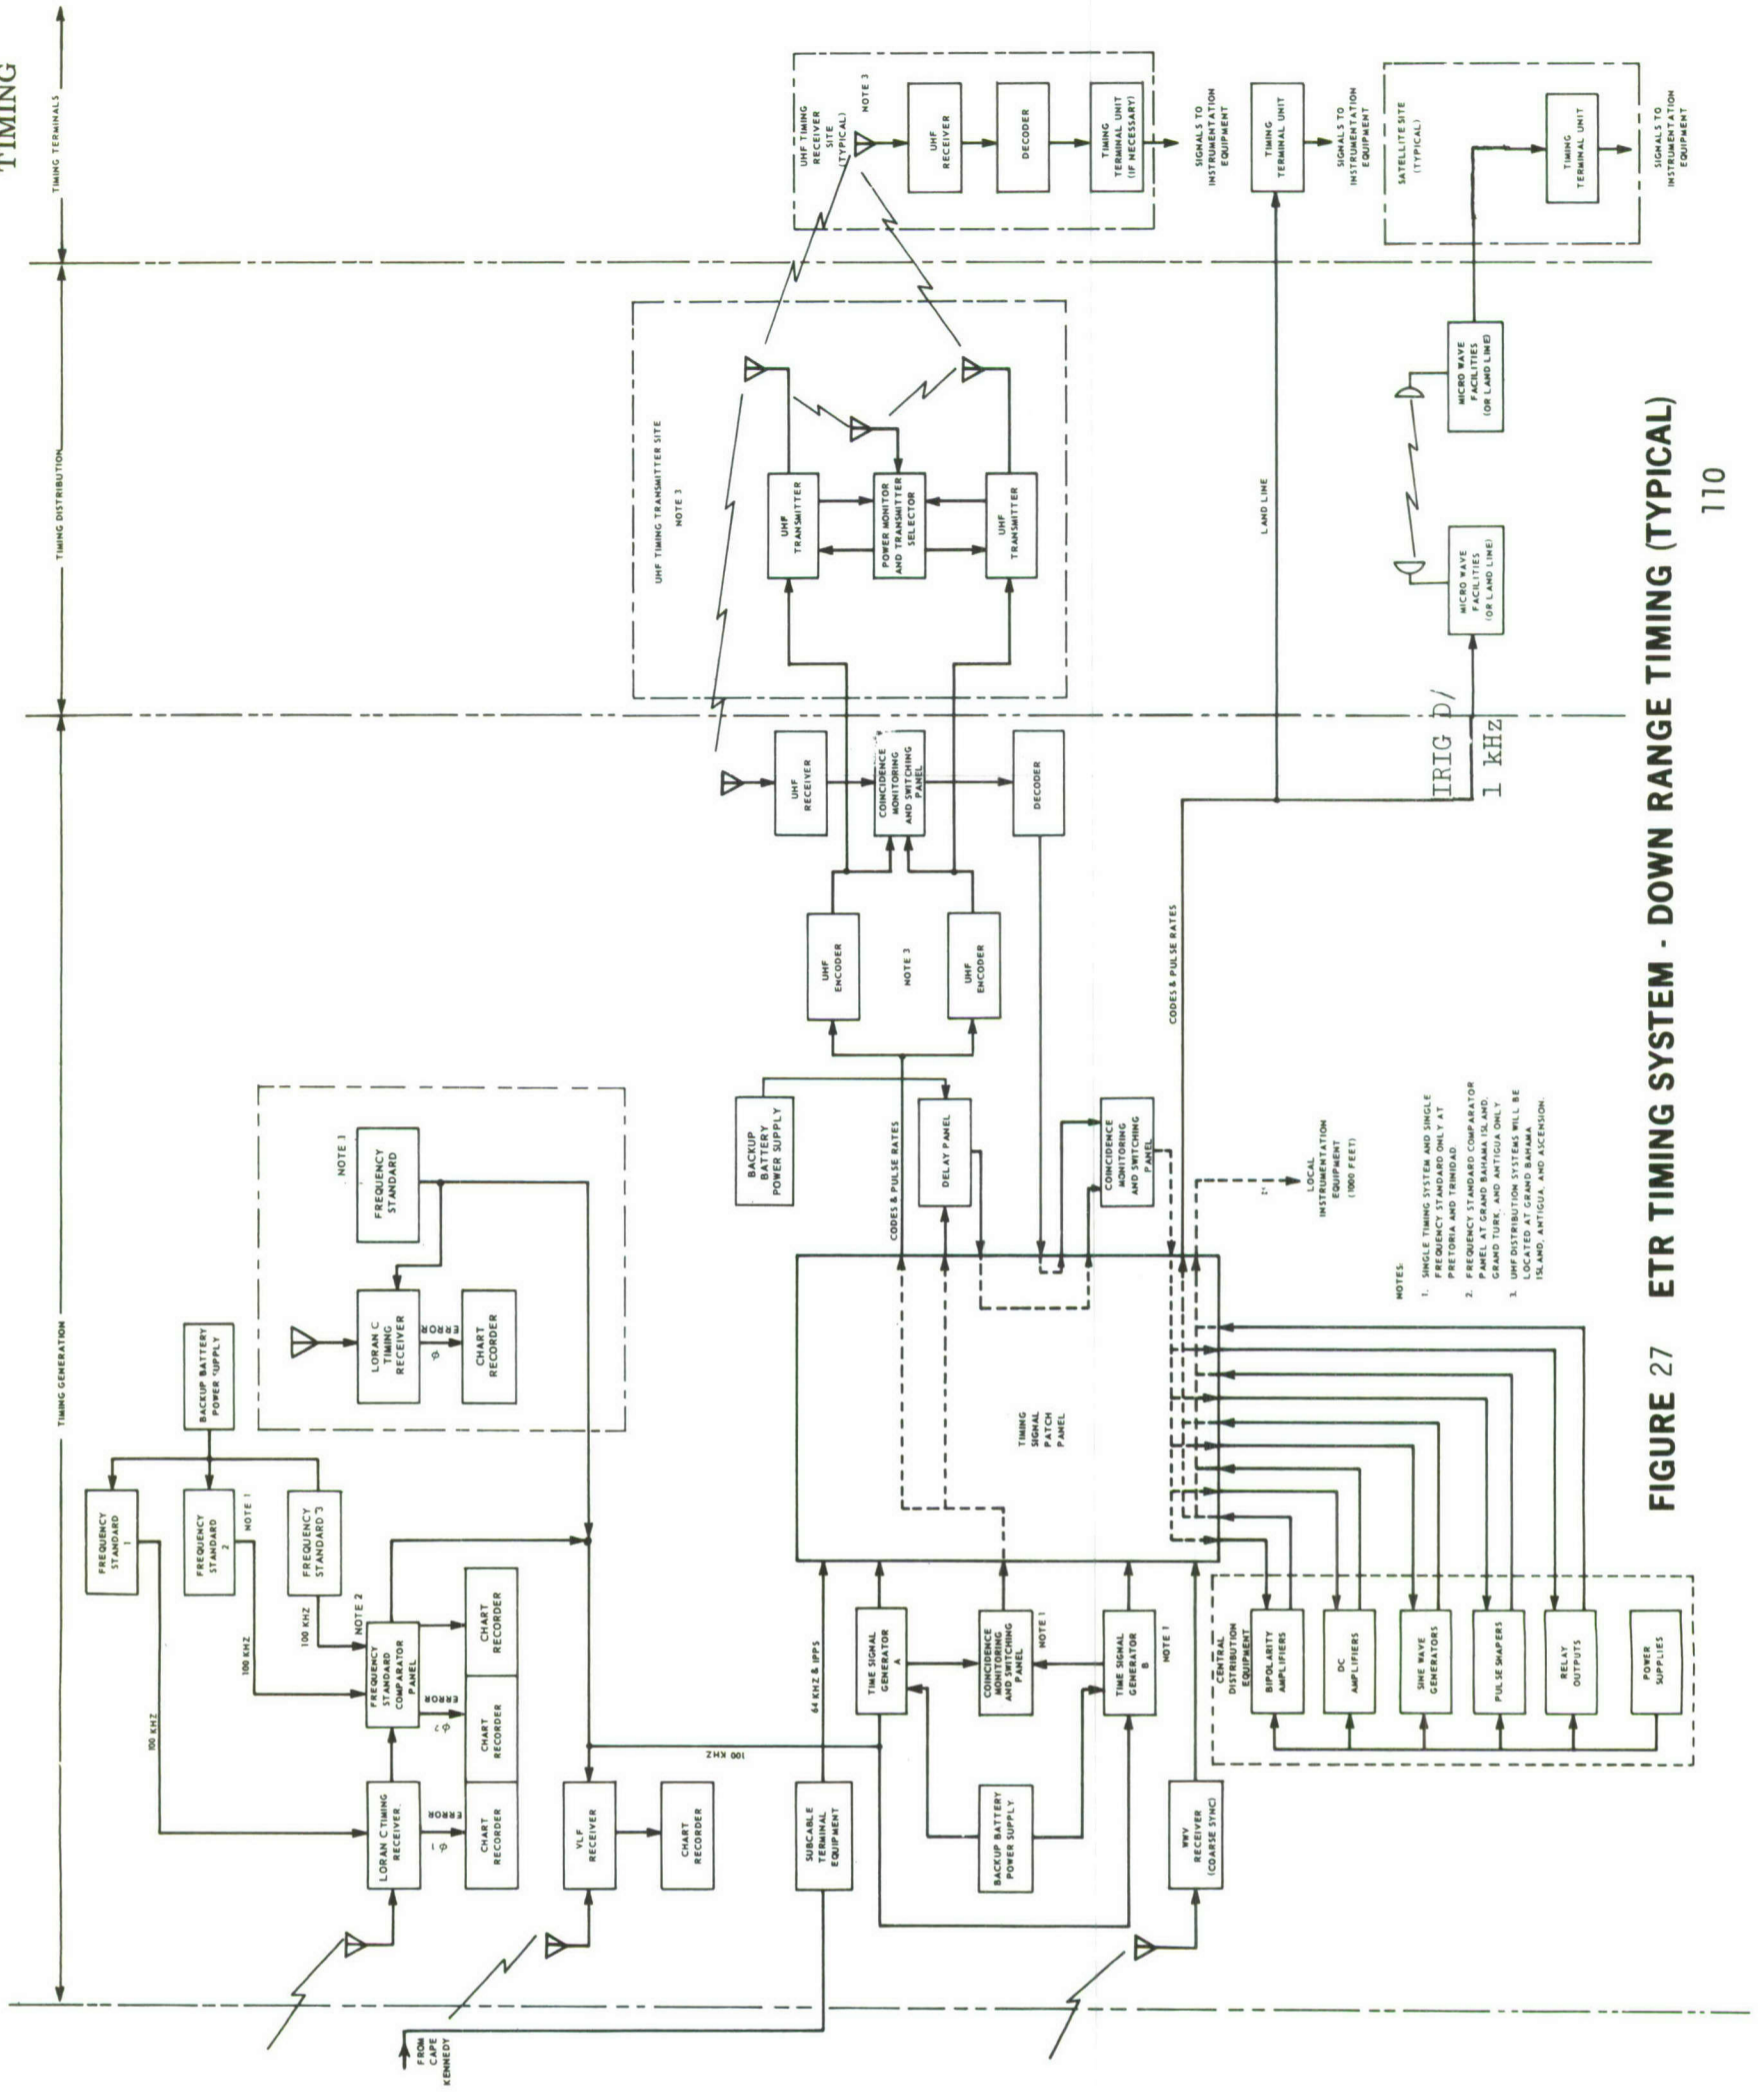 TIMING
TIMING TERMINALS
TIMING DISTRIBUTION
TIMING GENERATION
UHF TIMING
RECEIVER
SITE
(TYPICAL)
NOTE 3
UHF
RECEIVER
DECODER
TIMING
TERMINAL UNIT
(IF NECESSARY)
SIGNALS TO
INSTRUMENTATION
EQUIPMENT
TIMING
TERMINAL UNIT
SIGNALS TO
INSTRUMENTATION
EQUIPMENT
SATELLITE SITE
(TYPICAL)
TIMING
TERMINAL UNIT
SIGNALS TO
INSTRUMENTATION
EQUIPMENT
UHF TIMING TRANSMITTER SITE
NOTE 3
UHF
TRANSMITTER
POWER MONITOR
AND TRANSMITTER
SELECTOR
UHF
TRANSMITTER
LAND LINE
MICRO WAVE
FACILITIES
(OR LAND LINE)
MICRO WAVE
FACILITIES
(OR LAND LINE)
IRIG D/
1 kHz
UHF
RECEIVER
COINCIDENCE
MONITORING
AND SWITCHING
PANEL
DECODER
UHF
ENCODER
NOTE 3
UHF
ENCODER
CODES & PULSE RATES
CODES & PULSE RATES
BACKUP
BATTERY
POWER SUPPLY
DELAY PANEL
COINCIDENCE
MONITORING
AND SWITCHING
PANEL
LOCAL
INSTRUMENTATION
EQUIPMENT
(1000 FEET)
NOTE 3
FREQUENCY
STANDARD
LORAN C
TIMING
RECEIVER
Φ ERROR
CHART
RECORDER
BACKUP BATTERY
POWER SUPPLY
FREQUENCY
STANDARD
1
FREQUENCY
STANDARD
2
NOTE 1
FREQUENCY
STANDARD 3
100 KHZ
100 KHZ
100 KHZ
NOTE 2
FREQUENCY
STANDARD
COMPARATOR
PANEL
CHART
RECORDER
Φ2 ERROR
CHART
RECORDER
LORAN C TIMING
RECEIVER
Φ1 ERROR
CHART
RECORDER
VLF
RECEIVER
CHART
RECORDER
100 KHZ
FROM
CAPE
KENNEDY
SUBCABLE
TERMINAL
EQUIPMENT
64 KHZ & 1PPS
TIME SIGNAL
GENERATOR
A
COINCIDENCE
MONITORING
AND SWITCHING
PANEL
NOTE 1
TIME SIGNAL
GENERATOR
B
NOTE 1
BACKUP BATTERY
POWER SUPPLY
WWV
RECEIVER
(COARSE SYNC)
TIMING
SIGNAL
PATCH
PANEL
CENTRAL
DISTRIBUTION
EQUIPMENT
BIPOLARITY
AMPLIFIERS
DC
AMPLIFIERS
SINE WAVE
GENERATORS
PULSE SHAPERS
RELAY
OUTPUTS
POWER
SUPPLIES
NOTES:
1. SINGLE TIMING SYSTEM AND SINGLE
FREQUENCY STANDARD ONLY AT
PRETORIA AND TRINIDAD
2. FREQUENCY STANDARD COMPARATOR
PANEL AT GRAND BAHAMA ISLAND,
GRAND TURK, AND ANTIGUA ONLY
3. UHF DISTRIBUTION SYSTEMS WILL BE
LOCATED AT GRAND BAHAMA
ISLAND, ANTIGUA, AND ASCENSION.
FIGURE 27 ETR TIMING SYSTEM - DOWN RANGE TIMING (TYPICAL)
110